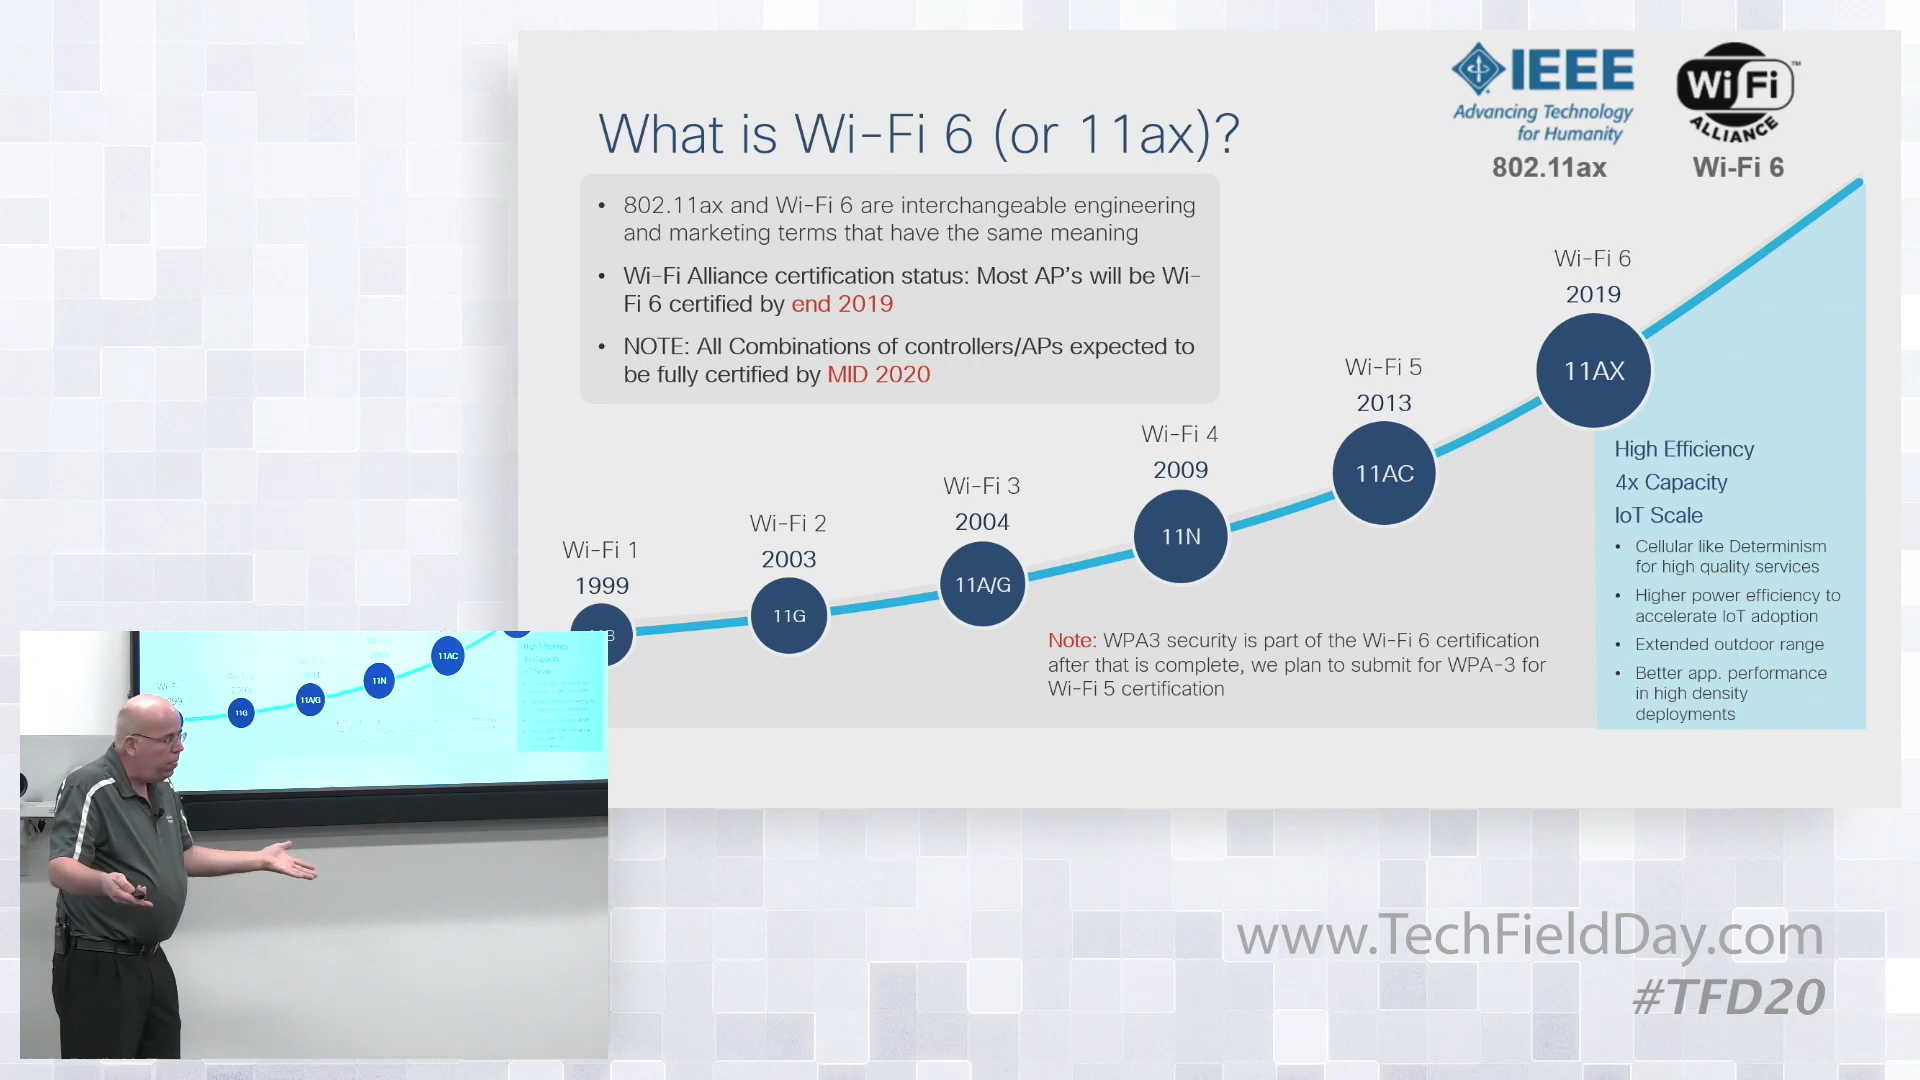 IEEE
Advancing Technology
for Humanity
802.11ax
Wi Fi
™
ALLIANCE
Wi-Fi 6
What is Wi-Fi 6 (or 11ax)?
• 802.11ax and Wi-Fi 6 are interchangeable engineering
and marketing terms that have the same meaning
• Wi-Fi Alliance certification status: Most AP's will be Wi-
Fi 6 certified by end 2019
• NOTE: All Combinations of controllers/APs expected to
be fully certified by MID 2020
Wi-Fi 1
1999
Wi-Fi 2
2003
11G
Wi-Fi 3
2004
11A/G
Wi-Fi 4
2009
11N
Wi-Fi 5
2013
11AC
Wi-Fi 6
2019
11AX
High Efficiency
4x Capacity
IoT Scale
• Cellular like Determinism
for high quality services
• Higher power efficiency to
accelerate IoT adoption
• Extended outdoor range
• Better app. performance
in high density
deployments
Note: WPA3 security is part of the Wi-Fi 6 certification
after that is complete, we plan to submit for WPA-3 for
Wi-Fi 5 certification
11G
11A/G
11N
11AC
www.TechFieldDay.com
#TFD20